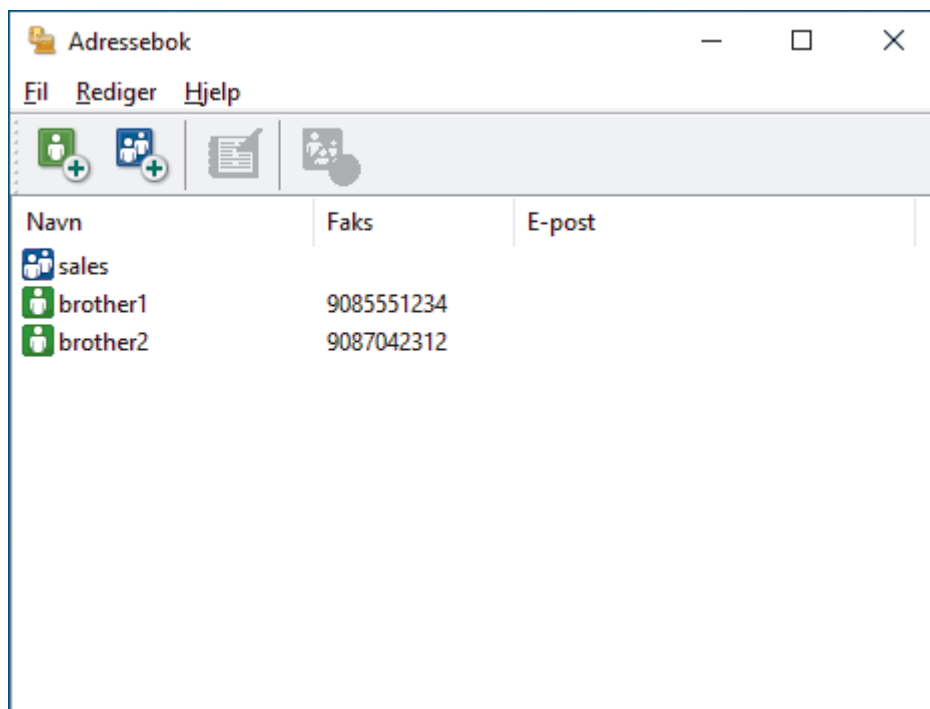 Adressebok
Fil Rediger Hjelp
Navn Faks E-post
sales
brother1 9085551234
brother2 9087042312